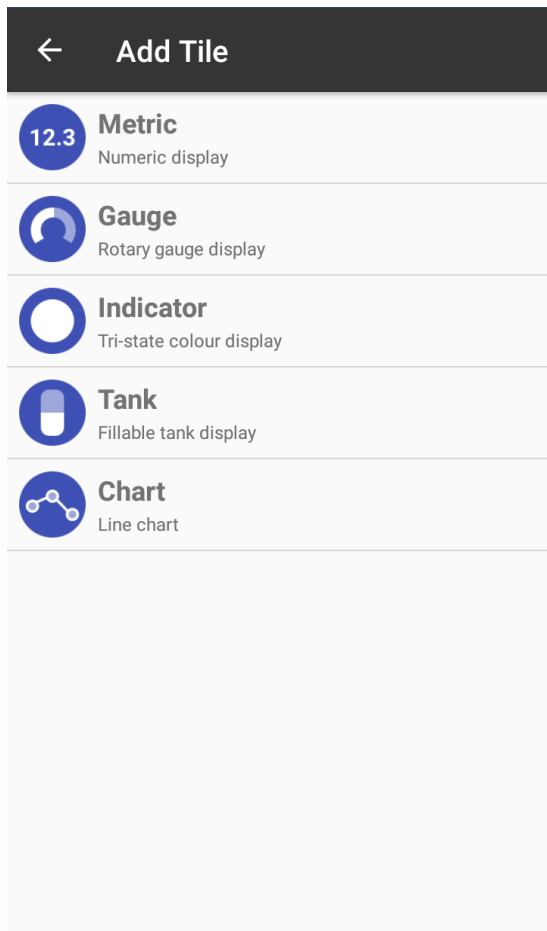 Add Tile
12.3
Metric
Numeric display
Gauge
Rotary gauge display
Indicator
Tri-state colour display
Tank
Fillable tank display
Chart
Line chart